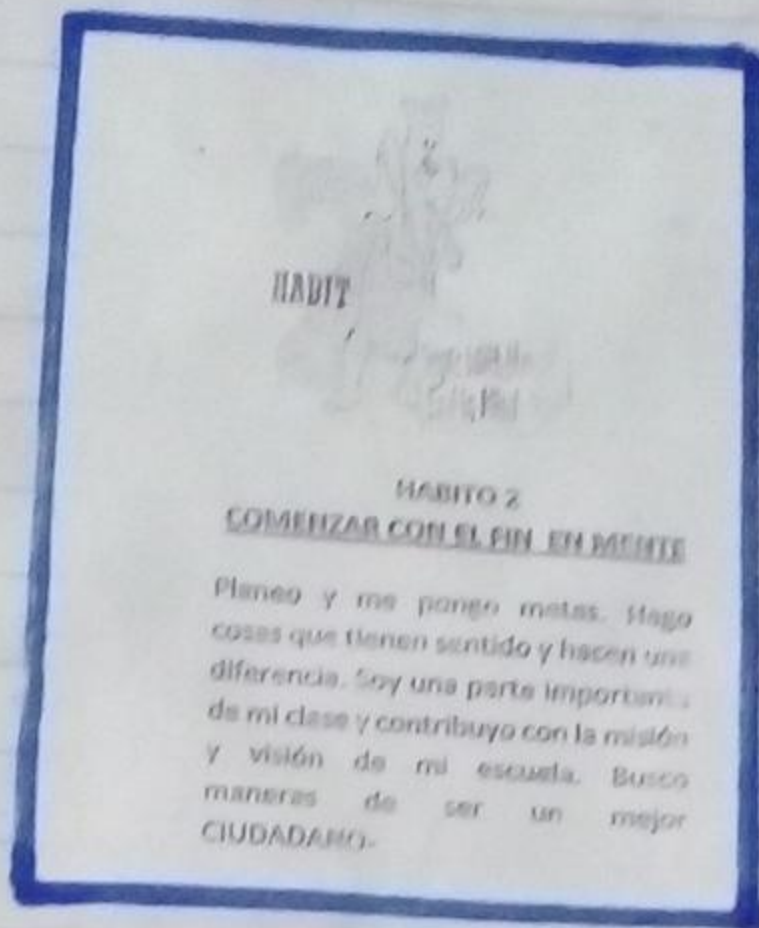 HABIT
HABITO 2
COMENZAR CON EL FIN EN MENTE
Planeo y me pongo metas. Hago
cosas que tienen sentido y hacen una
diferencia. Soy una parte importante
de mi clase y contribuyo con la misión
y visión de mi escuela. Busco
maneras de ser un mejor
CIUDADANO-